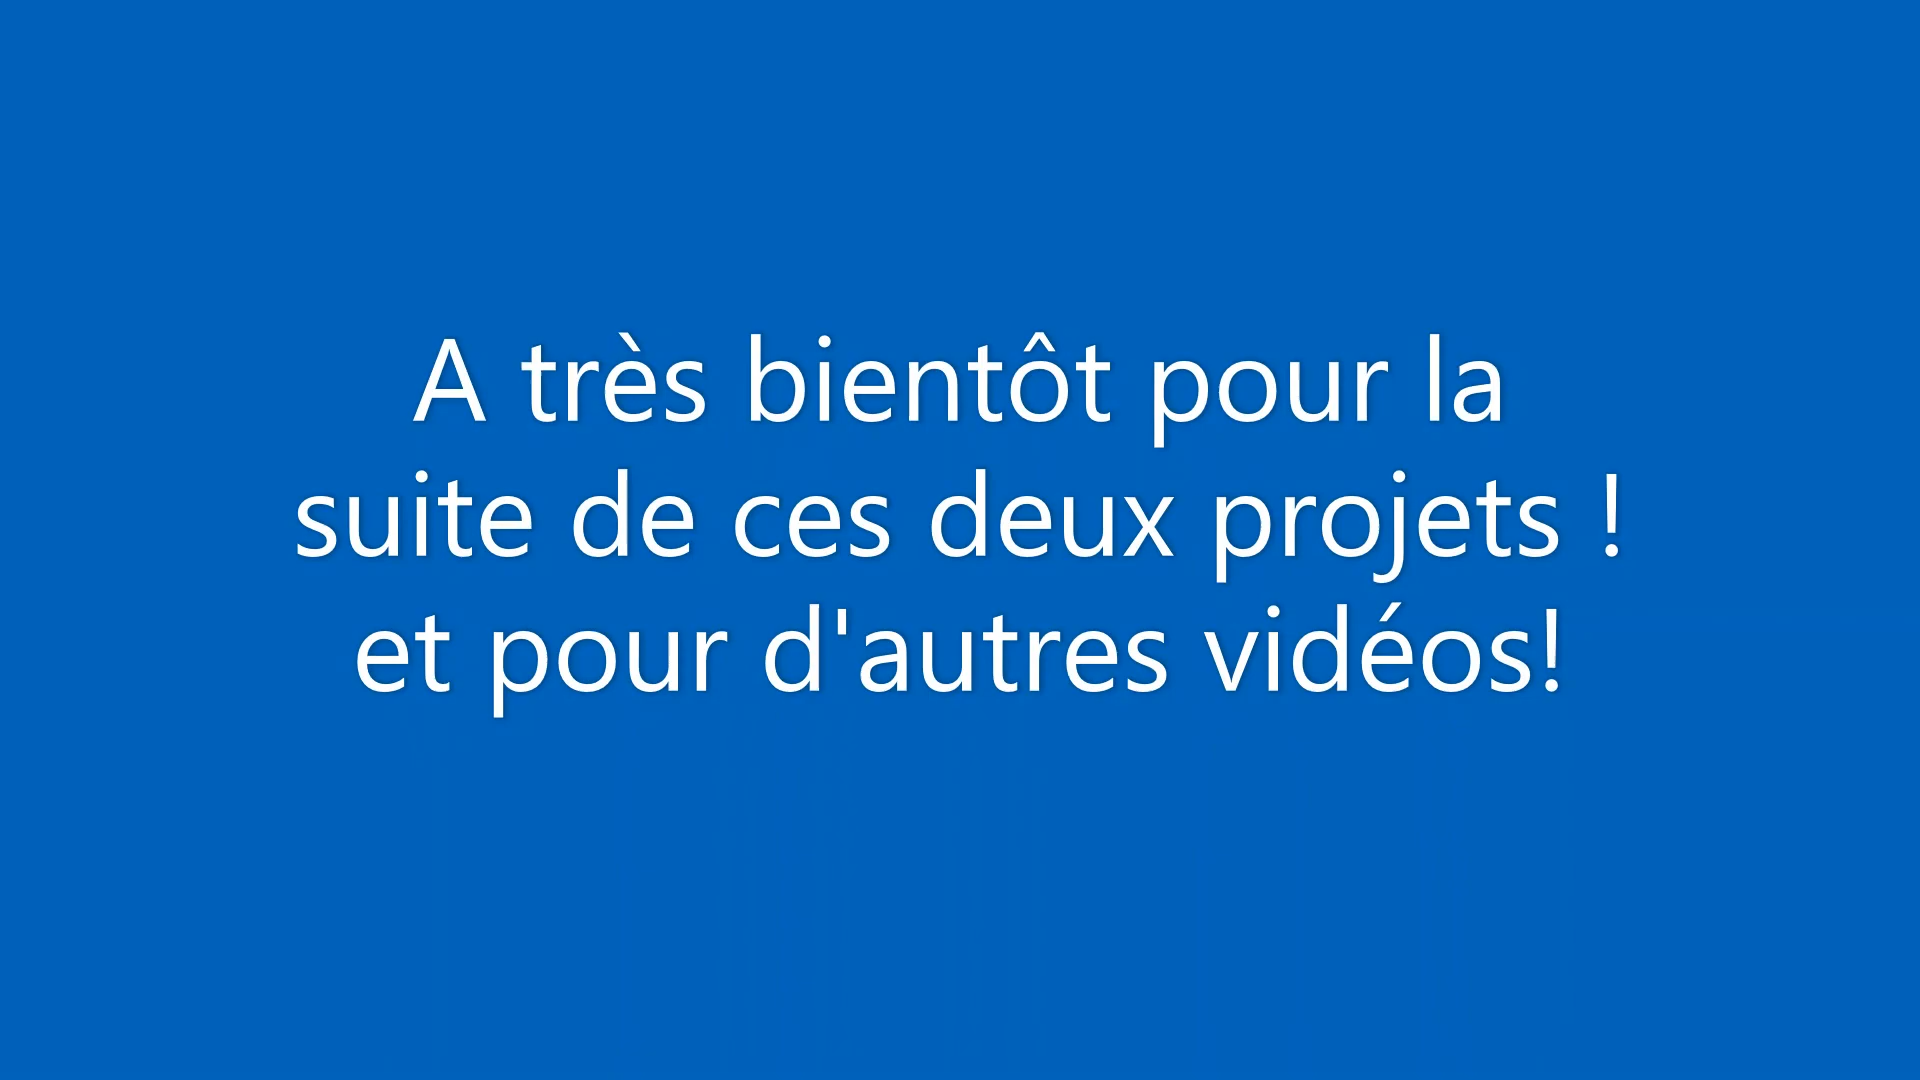 A très bientôt pour la
suite de ces deux projets !
et pour d'autres vidéos!